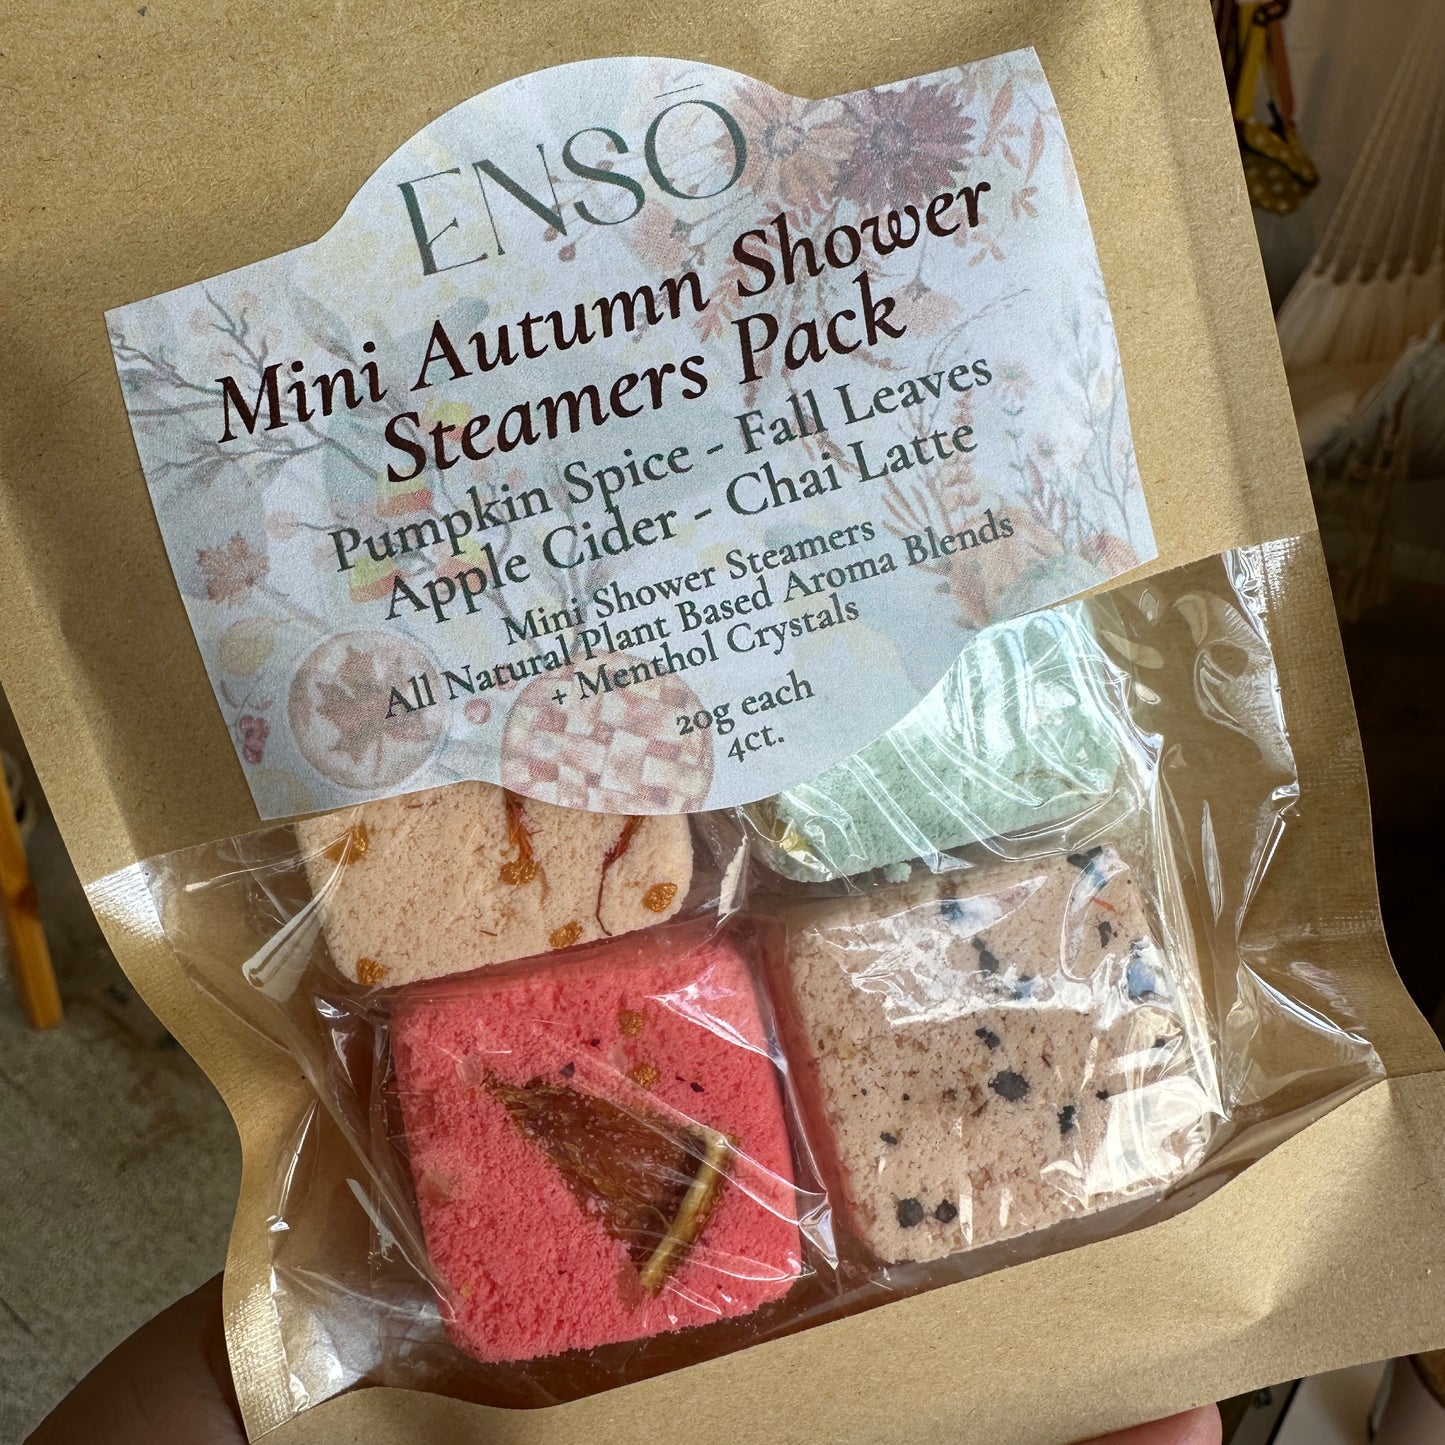 ENSŌ
Mini Autumn Shower
Steamers Pack
Pumpkin Spice - Fall Leaves
Apple Cider - Chai Latte
Mini Shower Steamers
All Natural Plant Based Aroma Blends
+ Menthol Crystals
20g each
4ct.